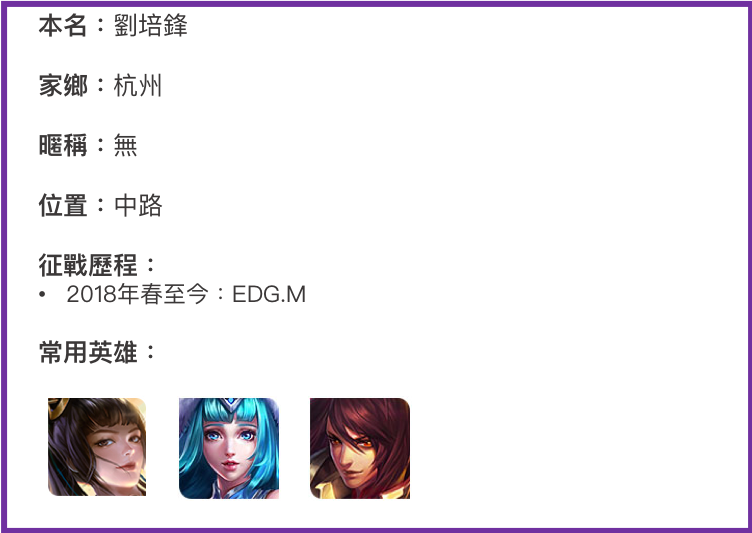 本名：劉培鋒
家鄉：杭州
暱稱：無
位置：中路
征戰歷程：
• 2018年春至今：EDG.M
常用英雄：